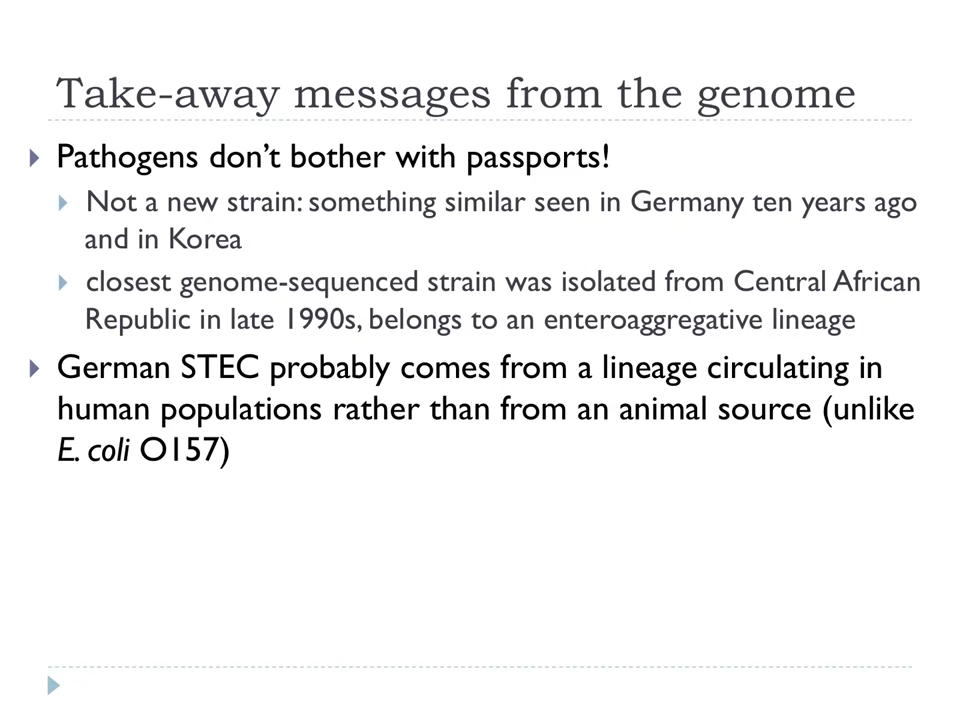 Take-away messages from the genome
Pathogens don’t bother with passports!
Not a new strain: something similar seen in Germany ten years ago
and in Korea
closest genome-sequenced strain was isolated from Central African
Republic in late 1990s, belongs to an enteroaggregative lineage
German STEC probably comes from a lineage circulating in
human populations rather than from an animal source (unlike
E. coli O157)